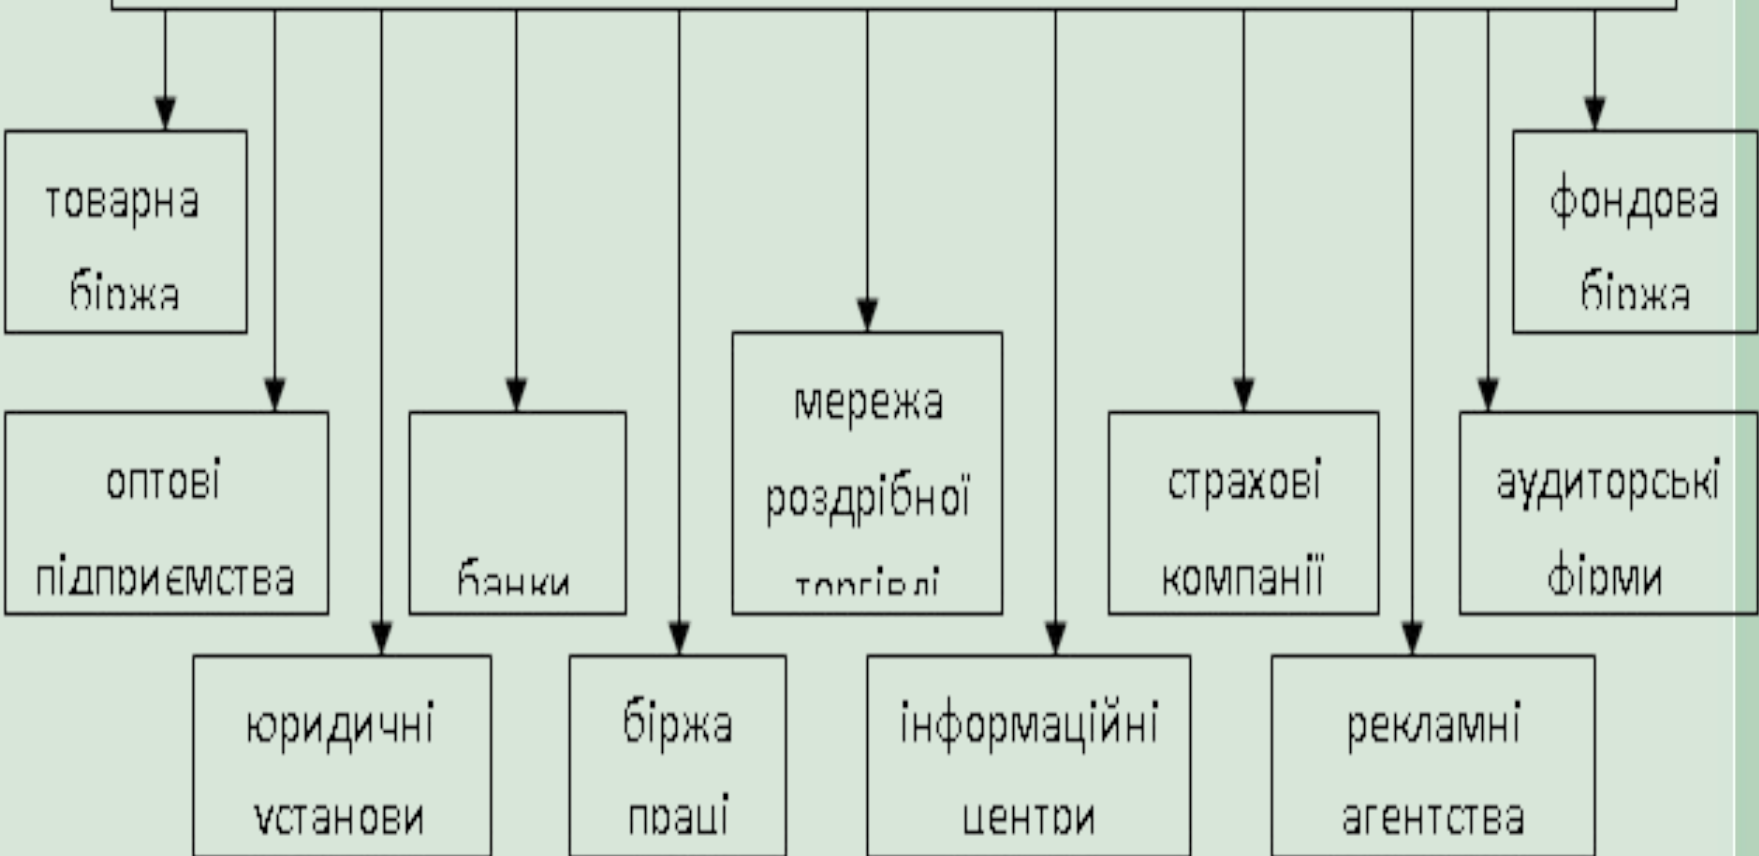 товарна
біржа
фондова
біржа
мережа
роздрібної
торгівлі
оптові
підприємства
банки
страхові
компанії
аудиторські
фірми
юридичні
установи
біржа
праці
інформаційні
центри
рекламні
агентства